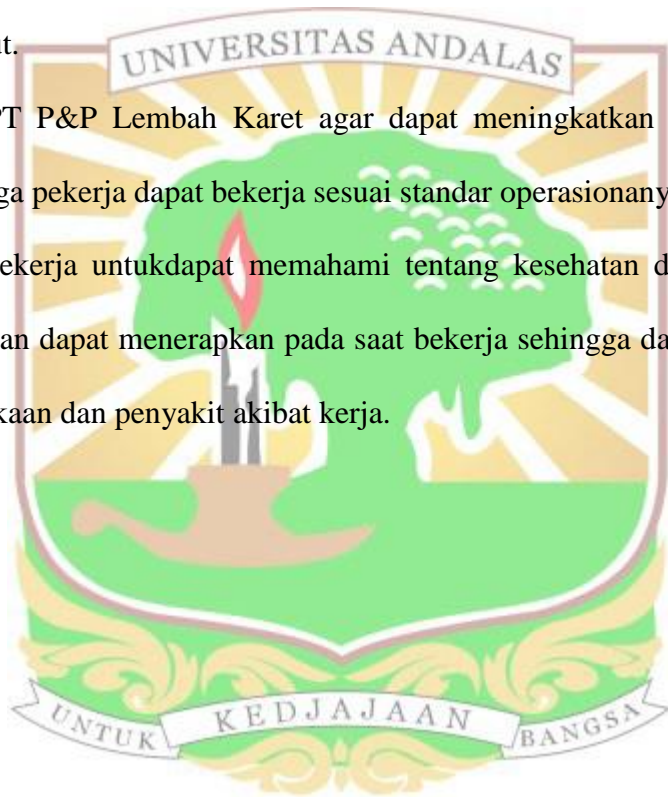 UNIVERSITAS ANDALAS
ut.
PT P&P Lembah Karet agar dapat meningkatkan
ga pekerja dapat bekerja sesuai standar operasionany
ekerja untukdapat memahami tentang kesehatan d
an dapat menerapkan pada saat bekerja sehingga da
kaan dan penyakit akibat kerja.
UNTUK KEDJAJAAN BANGSA